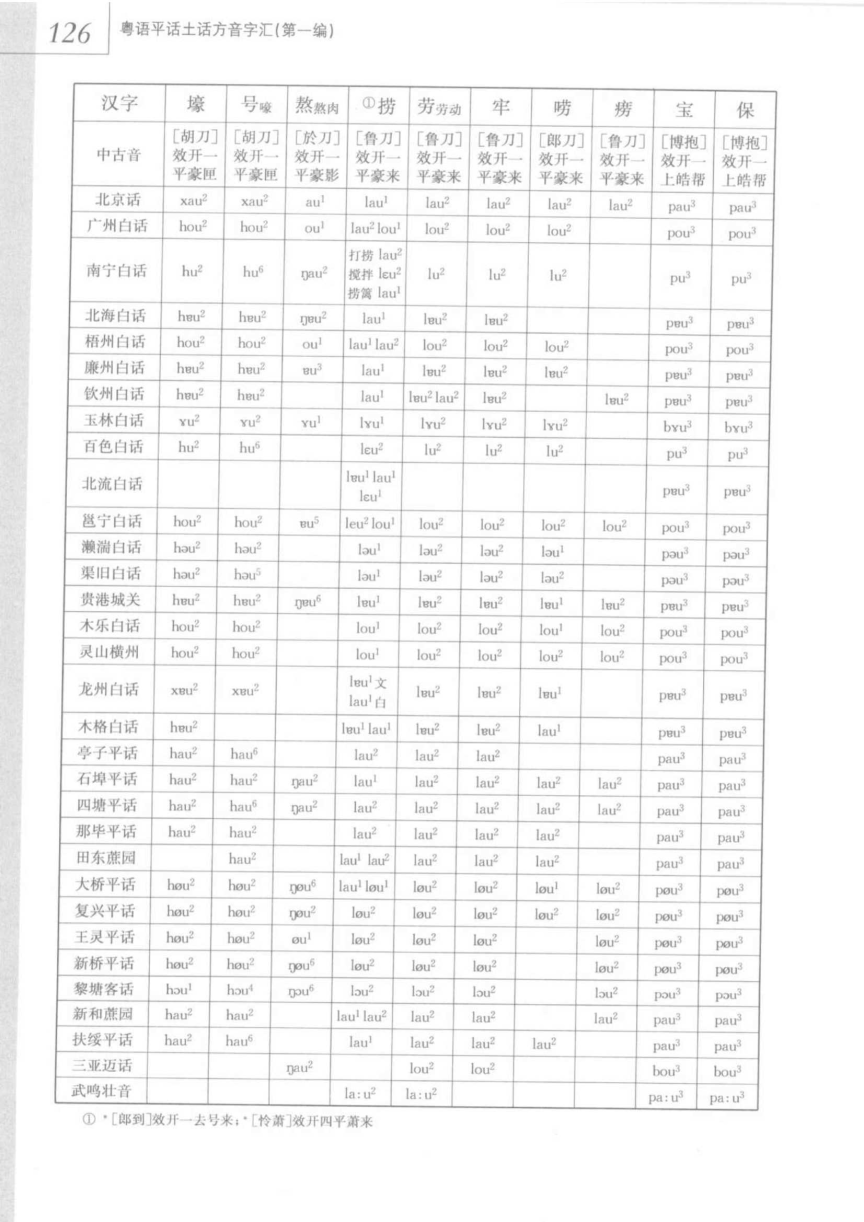 126 粤语平话土话方音字汇(第一编)
汉字 壕 号嚎 熬熬肉 ①捞 劳劳动 牢 唠 痨 宝 保
中古音 [胡刀]效开一平豪匣 [胡刀]效开一平豪匣 [於刀]效开一平豪影 [鲁刀]效开一平豪来 [鲁刀]效开一平豪来 [鲁刀]效开一平豪来 [郎刀]效开一平豪来 [鲁刀]效开一平豪来 [博抱]效开一上皓帮 [博抱]效开一上皓帮
北京话 xau² xau² au¹ lau¹ lau² lau² lau² lau² pau³ pau³
广州白话 hou² hou² ou¹ lau² lou¹ lou² lou² lou² pou³ pou³
南宁白话 hu² hu⁶ ŋau² 打捞 lau² 搅拌 lɛu² 捞篱 lau¹ lu² lu² lu² pu³ pu³
北海白话 hɐu² hɐu² ŋɐu² lau¹ lɐu² lɐu² pɐu³ pɐu³
梧州白话 hou² hou² ou¹ lau¹ lau² lou² lou² lou² pou³ pou³
廉州白话 hɐu² hɐu² ɐu³ lau¹ lɐu² lɐu² lɐu² pɐu³ pɐu³
钦州白话 hɐu² hɐu² lau¹ lɐu² lau² lɐu² lɐu² pɐu³ pɐu³
玉林白话 ɤu² ɤu² ɤu¹ lɤu¹ lɤu² lɤu² lɤu² bɤu³ bɤu³
百色白话 hu² hu⁶ lɛu² lu² lu² lu² pu³ pu³
北流白话 lɐu¹ lau¹ lɛu¹ pɐu³ pɐu³
邕宁白话 hou² hou² ɐu⁵ leu² lou¹ lou² lou² lou² lou² pou³ pou³
濑湍白话 həu² həu² ləu¹ ləu² ləu² ləu¹ pəu³ pəu³
渠旧白话 həu² həu⁵ ləu¹ ləu² ləu² ləu² pəu³ pəu³
贵港城关 hɐu² hɐu² ŋɐu⁶ lɐu¹ lɐu² lɐu² lɐu¹ lɐu² pɐu³ pɐu³
木乐白话 hou² hou² lou¹ lou² lou² lou¹ lou² pou³ pou³
灵山横州 hou² hou² lou¹ lou² lou² lou² lou² pou³ pou³
龙州白话 xɐu² xɐu² lɐu¹文 lau¹白 lɐu² lɐu² lɐu¹ pɐu³ pɐu³
木格白话 hɐu² lɐu¹ lau¹ lɐu² lɐu² lau¹ pɐu³ pɐu³
亭子平话 hau² hau⁶ lau² lau² lau² pau³ pau³
石埠平话 hau² hau² ŋau² lau¹ lau² lau² lau² lau² pau³ pau³
四塘平话 hau² hau⁶ ŋau² lau² lau² lau² lau² lau² pau³ pau³
那毕平话 hau² hau² lau² lau² lau² lau² pau³ pau³
田东蔗园 hau² lau¹ lau² lau² lau² lau² pau³ pau³
大桥平话 høu² høu² ŋøu⁶ lau¹ løu¹ løu² løu² løu¹ løu² pøu³ pøu³
复兴平话 høu² høu² ŋøu² løu² løu² løu² løu² løu² pøu³ pøu³
王灵平话 høu² høu² øu¹ løu² løu² løu² løu² pøu³ pøu³
新桥平话 høu² høu² ŋøu⁶ løu² løu² løu² løu² pøu³ pøu³
黎塘客话 hɔu¹ hɔu⁴ ŋɔu⁶ lɔu² lɔu² lɔu² lɔu² pɔu³ pɔu³
新和蔗园 hau² hau² lau¹ lau² lau² lau² lau² pau³ pau³
扶绥平话 hau² hau⁶ lau¹ lau² lau² lau² pau³ pau³
三亚迈话 ŋau² lou² lou² bou³ bou³
武鸣壮音 la:u² la:u² pa:u³ pa:u³
① *[郎到]效开一去号来;*[怜萧]效开四平萧来